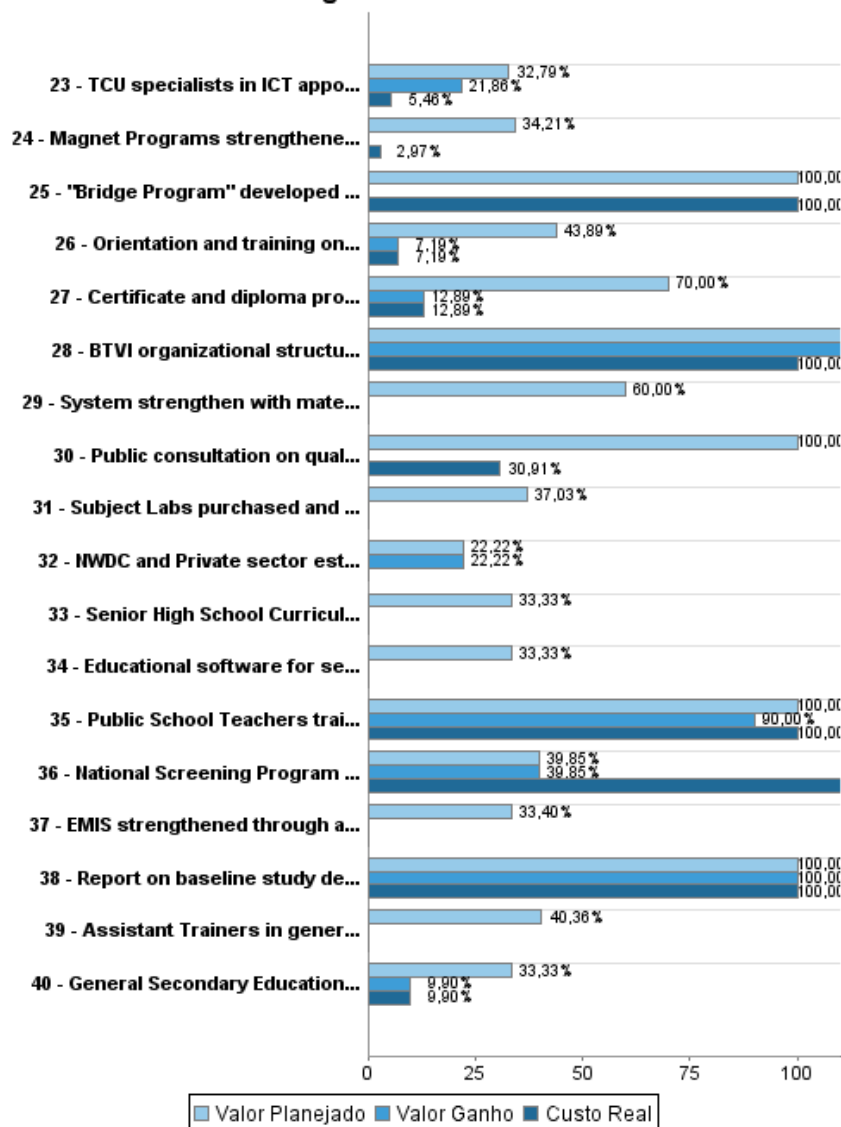 23 - TCU specialists in ICT appo...
32,79%
21,86%
5,46%
24 - Magnet Programs strengthene...
34,21%
2,97%
25 - "Bridge Program" developed ...
100,00
100,00
26 - Orientation and training on...
43,89%
7,19%
7,19%
27 - Certificate and diploma pro...
70,00%
12,89%
12,89%
28 - BTVI organizational structu...
100,00
29 - System strengthen with mate...
60,00%
30 - Public consultation on qual...
100,00
30,91%
31 - Subject Labs purchased and ...
37,03%
32 - NWDC and Private sector est...
22,22%
22,22%
33 - Senior High School Curricul...
33,33%
34 - Educational software for se...
33,33%
35 - Public School Teachers trai...
100,00
90,00%
100,00
36 - National Screening Program ...
39,85%
39,85%
37 - EMIS strengthened through a...
33,40%
38 - Report on baseline study de...
100,00
100,00
100,00
39 - Assistant Trainers in gener...
40,36%
40 - General Secondary Education...
33,33%
9,90%
9,90%
0 25 50 75 100
Valor Planejado Valor Ganho Custo Real